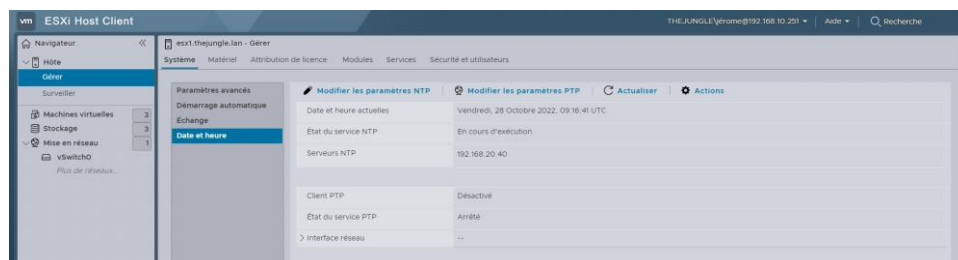 vm ESXi Host Client
THEJUNGLE\jérome@192.168.10.251 | Aide | Recherche
Navigateur
Hôte
Gérer
Surveiller
Machines virtuelles 3
Stockage 3
Mise en réseau 1
vSwitch0
Plus de réseaux...
esx1.thejungle.lan - Gérer
Système Matériel Attribution de licence Modules Services Sécurité et utilisateurs
Paramètres avancés
Démarrage automatique
Échange
Date et heure
Modifier les paramètres NTP | Modifier les paramètres PTP | Actualiser | Actions
Date et heure actuelles Vendredi, 28 Octobre 2022, 09:16:41 UTC
État du service NTP En cours d'exécution
Serveurs NTP 192.168.20.40
Client PTP Désactivé
État du service PTP Arrêté
Interface réseau --